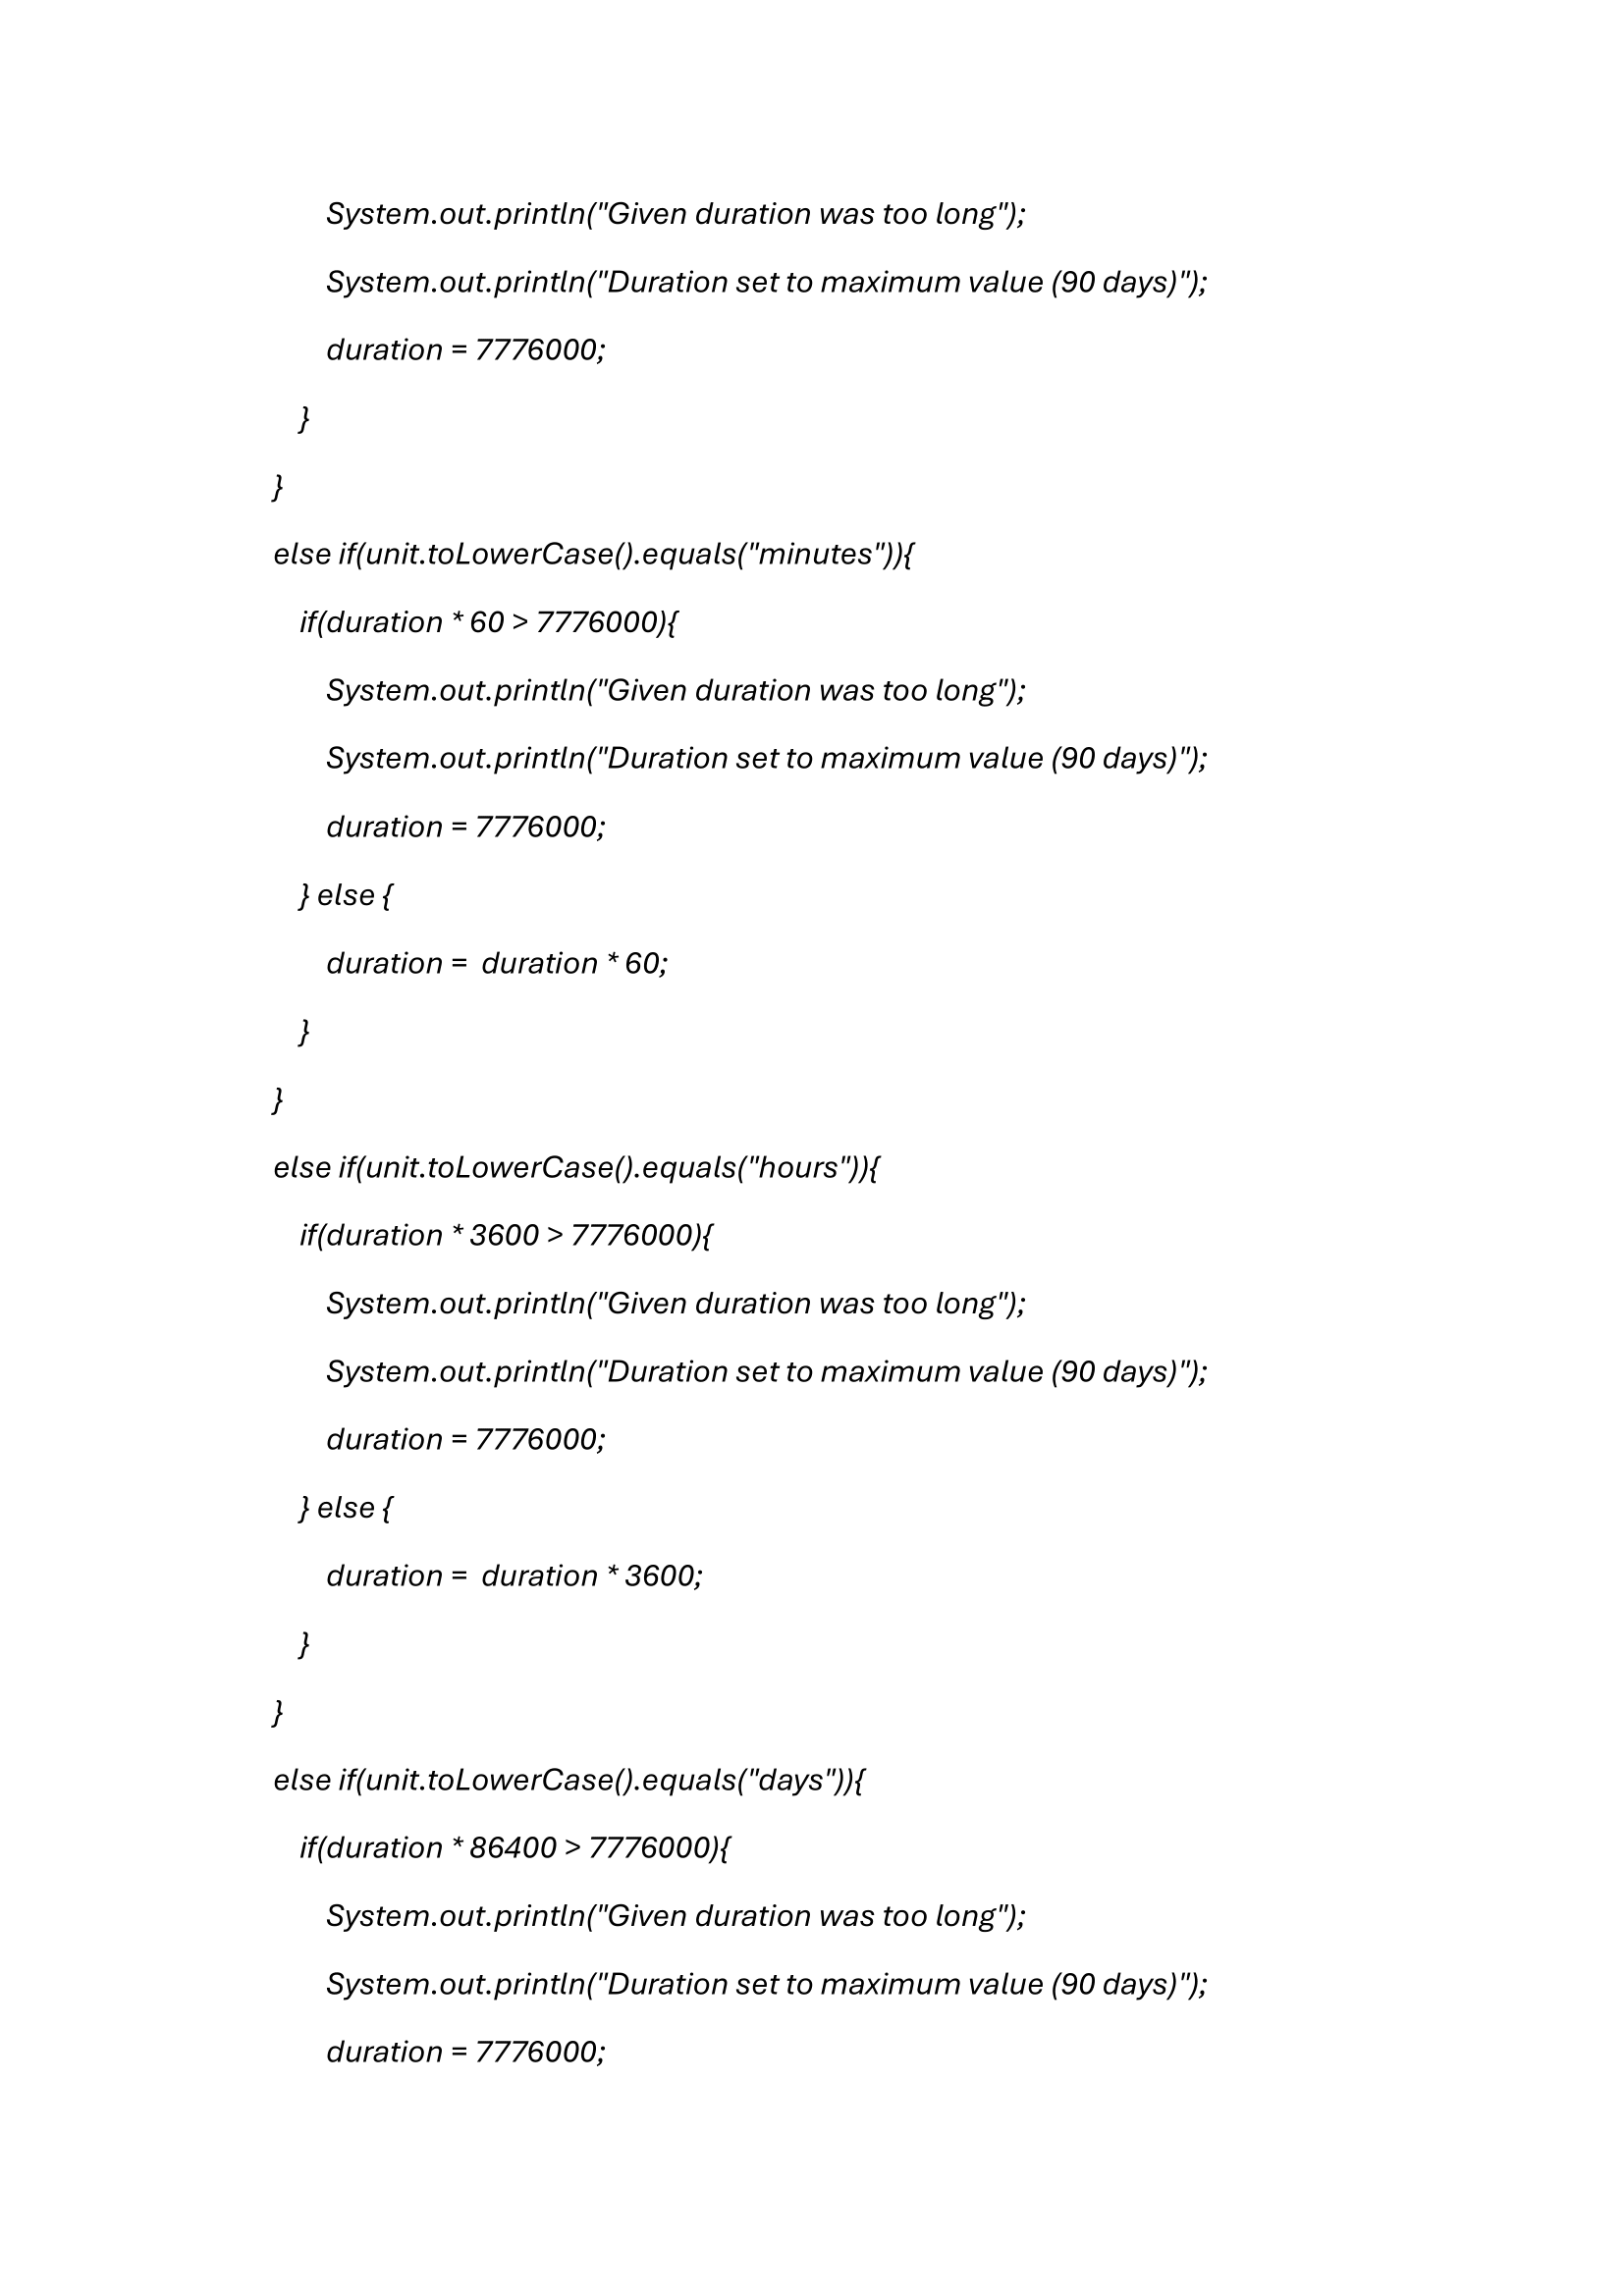 System.out.println("Given duration was too long");
System.out.println("Duration set to maximum value (90 days)");
duration = 7776000;
}
}
else if(unit.toLowerCase().equals("minutes")){
if(duration * 60 > 7776000){
System.out.println("Given duration was too long");
System.out.println("Duration set to maximum value (90 days)");
duration = 7776000;
} else {
duration =  duration * 60;
}
}
else if(unit.toLowerCase().equals("hours")){
if(duration * 3600 > 7776000){
System.out.println("Given duration was too long");
System.out.println("Duration set to maximum value (90 days)");
duration = 7776000;
} else {
duration =  duration * 3600;
}
}
else if(unit.toLowerCase().equals("days")){
if(duration * 86400 > 7776000){
System.out.println("Given duration was too long");
System.out.println("Duration set to maximum value (90 days)");
duration = 7776000;